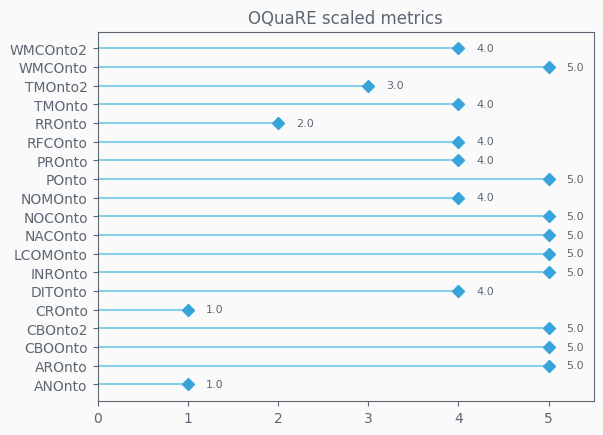 OQuaRE scaled metrics
WMCOnto2 4.0
WMCOnto 5.0
TMOnto2 3.0
TMOnto 4.0
RROnto 2.0
RFCOnto 4.0
PROnto 4.0
POnto 5.0
NOMOnto 4.0
NOCOnto 5.0
NACOnto 5.0
LCOMOnto 5.0
INROnto 5.0
DITOnto 4.0
CROnto 1.0
CBOnto2 5.0
CBOOnto 5.0
AROnto 5.0
ANOnto 1.0
0 1 2 3 4 5